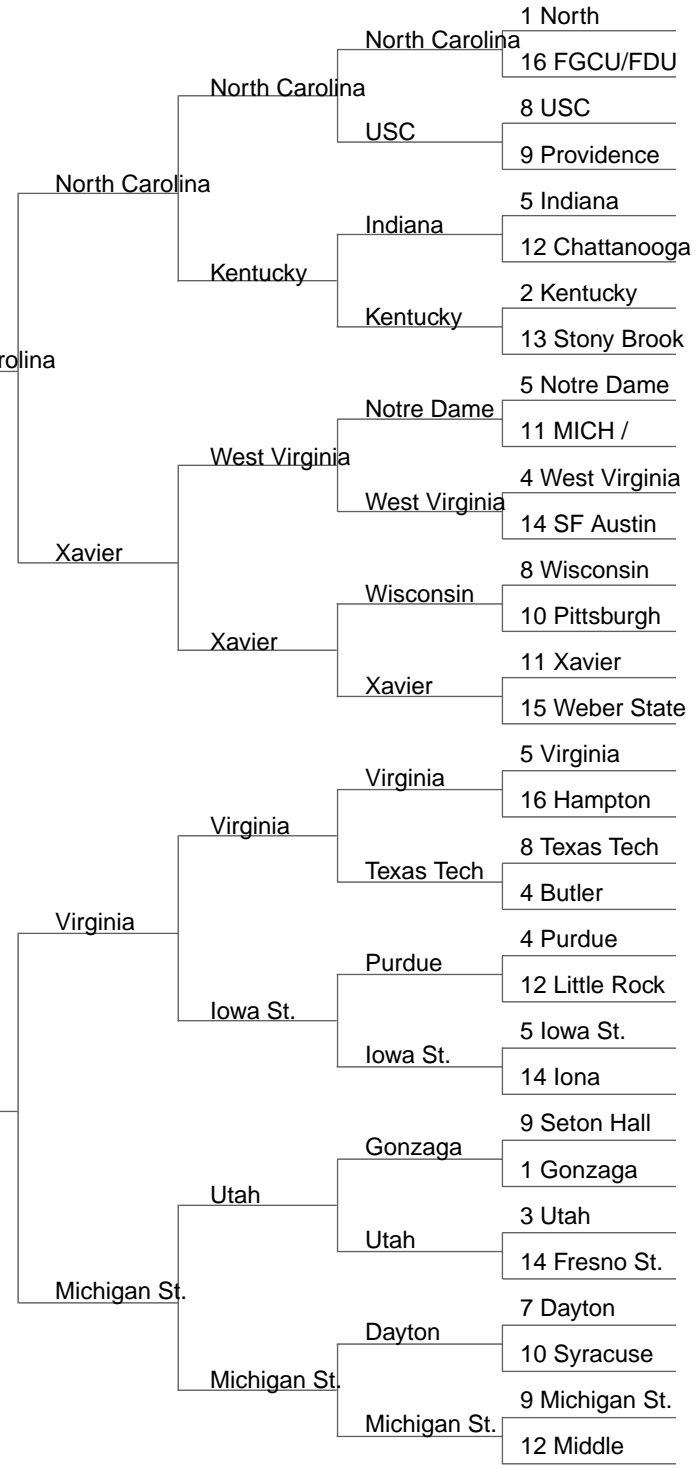 1 North
North Carolina
16 FGCU/FDU
North Carolina
8 USC
USC
9 Providence
North Carolina
5 Indiana
Indiana
12 Chattanooga
Kentucky
2 Kentucky
Kentucky
13 Stony Brook
rolina
5 Notre Dame
Notre Dame
11 MICH /
West Virginia
4 West Virginia
West Virginia
14 SF Austin
Xavier
8 Wisconsin
Wisconsin
10 Pittsburgh
Xavier
11 Xavier
Xavier
15 Weber State
5 Virginia
Virginia
16 Hampton
Virginia
8 Texas Tech
Texas Tech
4 Butler
Virginia
4 Purdue
Purdue
12 Little Rock
Iowa St.
5 Iowa St.
Iowa St.
14 Iona
9 Seton Hall
Gonzaga
1 Gonzaga
Utah
3 Utah
Utah
14 Fresno St.
Michigan St.
7 Dayton
Dayton
10 Syracuse
Michigan St.
9 Michigan St.
Michigan St.
12 Middle